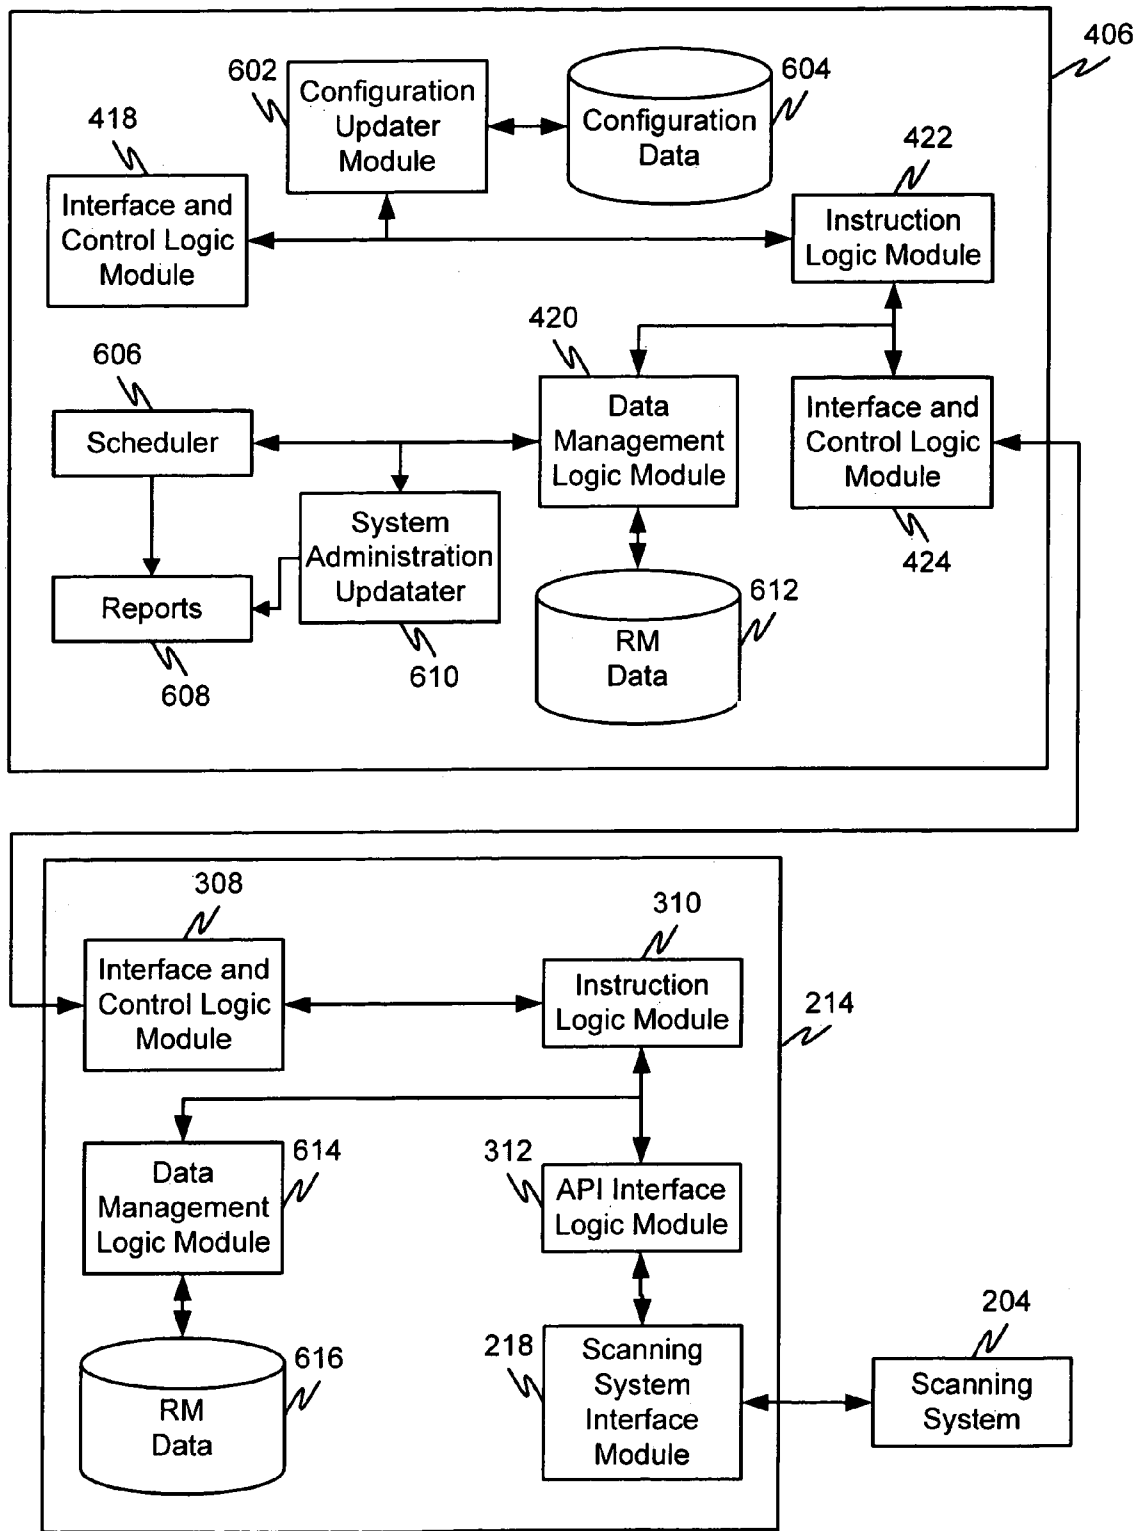 406
602
Configuration
Updater
Module
604
Configuration
Data
418
Interface and
Control Logic
Module
422
Instruction
Logic Module
420
Data
Management
Logic Module
606
Scheduler
Interface and
Control Logic
Module
424
System
Administration
Updatater
610
Reports
608
612
RM
Data
308
Interface and
Control Logic
Module
310
Instruction
Logic Module
214
614
Data
Management
Logic Module
312
API Interface
Logic Module
616
RM
Data
218
Scanning
System
Interface
Module
204
Scanning
System